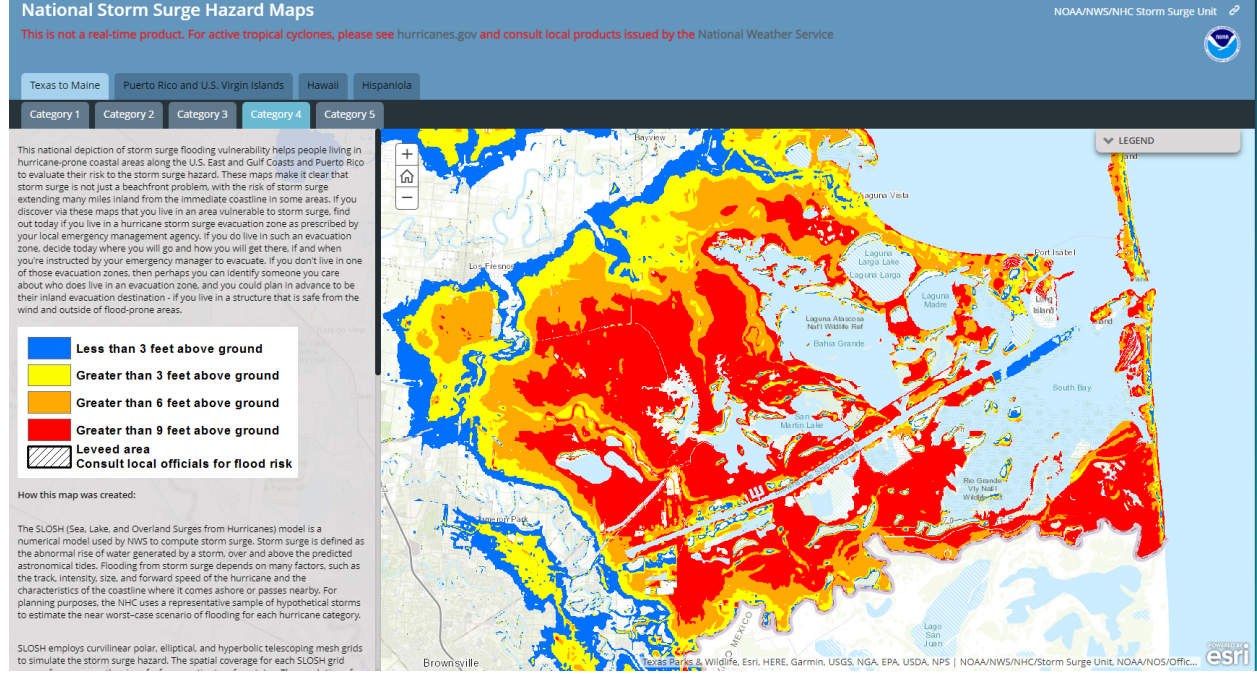 National Storm Surge Hazard Maps
NOAA/NWS/NHC Storm Surge Unit
This is not a real-time product. For active tropical cyclones, please see hurricanes.gov and consult local products issued by the National Weather Service
Texas to Maine
Puerto Rico and U.S. Virgin Islands
Hawaii
Hispaniola
Category 1
Category 2
Category 3
Category 4
Category 5
This national depiction of storm surge flooding vulnerability helps people living in
hurricane-prone coastal areas along the U.S. East and Gulf Coasts and Puerto Rico
to evaluate their risk to the storm surge hazard. These maps make it clear that
storm surge is not just a beachfront problem, with the risk of storm surge
extending many miles inland from the immediate coastline in some areas. If you
discover via these maps that you live in an area vulnerable to storm surge, find
out today if you live in a hurricane storm surge evacuation zone as prescribed by
your local emergency management agency. If you do live in such an evacuation
zone, decide today where you will go and how you will get there, if and when
you're instructed by your emergency manager to evacuate. If you don't live in one
of those evacuation zones, then perhaps you can identify someone you care
about who does live in an evacuation zone, and you could plan in advance to be
their inland evacuation destination - if you live in a structure that is safe from the
wind and outside of flood-prone areas.
Less than 3 feet above ground
Greater than 3 feet above ground
Greater than 6 feet above ground
Greater than 9 feet above ground
Leveed area
Consult local officials for flood risk
How this map was created:
The SLOSH (Sea, Lake, and Overland Surges from Hurricanes) model is a
numerical model used by NWS to compute storm surge. Storm surge is defined as
the abnormal rise of water generated by a storm, over and above the predicted
astronomical tides. Flooding from storm surge depends on many factors, such as
the track, intensity, size, and forward speed of the hurricane and the
characteristics of the coastline where it comes ashore or passes nearby. For
planning purposes, the NHC uses a representative sample of hypothetical storms
to estimate the near worst-case scenario of flooding for each hurricane category.
SLOSH employs curvilinear polar, elliptical, and hyperbolic telescoping mesh grids
to simulate the storm surge hazard. The spatial coverage for each SLOSH grid
LEGEND
Bayview
Laguna Vista
Port Isabel
Los Fresnos
Laguna
Larga Lake
Laguna Larga
Laguna
Madre
Long
Island
Island
Park
Laguna Atascosa
Nat'l Wildlife Ref
Bahia Grande
South Bay
San
Martin Lake
Rio Grande
Vly Nat'l
Wildlife Ref
Cameron Park
Brownsville
MEXICO
Lago
San
Juan
Texas Parks & Wildlife, Esri, HERE, Garmin, USGS, NGA, EPA, USDA, NPS | NOAA/NWS/NHC/Storm Surge Unit, NOAA/NOS/Offic...
POWERED BY
esri